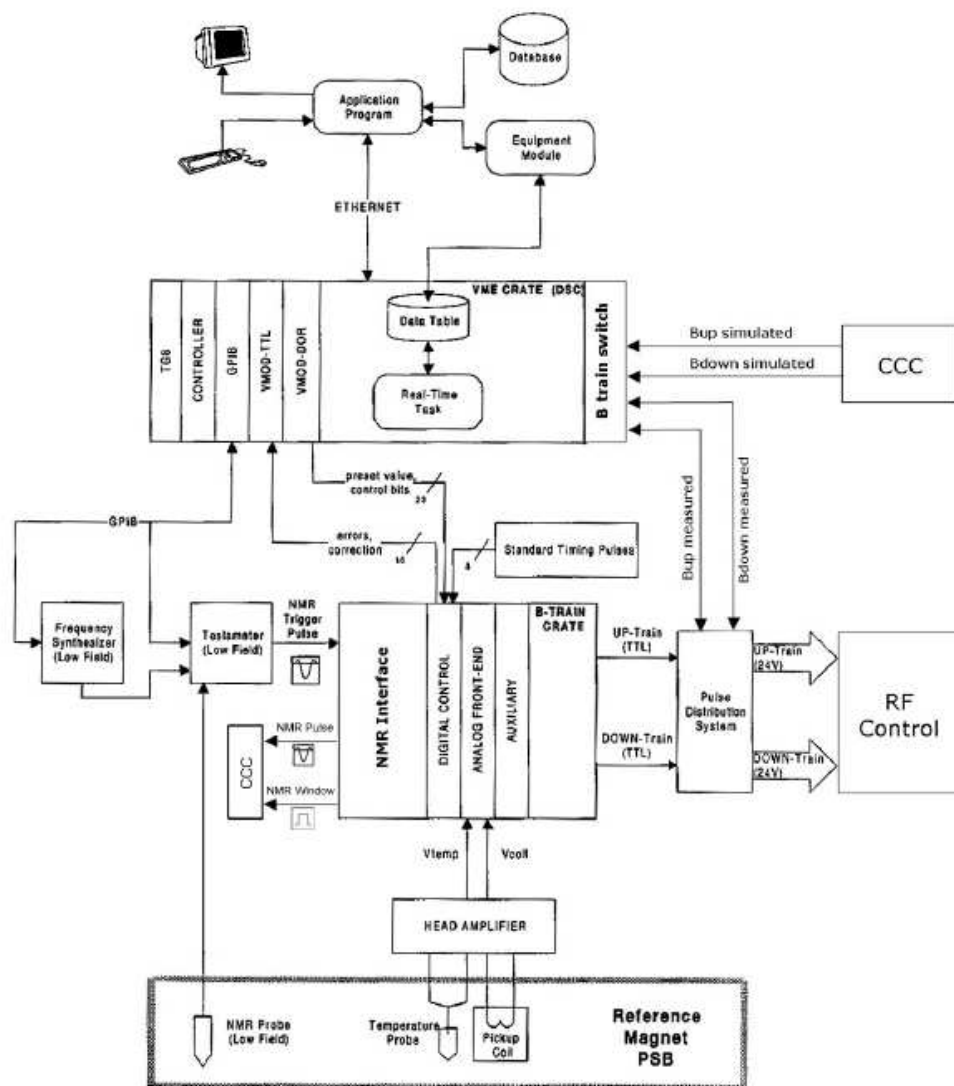 Database
Application
Program
Equipment
Module
ETHERNET
VME CRATE (DSC)
TG8
CONTROLLER
GPIB
VMOD-TTL
VMOD-DOR
Data Table
Real-Time
Task
B train switch
Bup simulated
Bdown simulated
CCC
preset value,
control bits
GPIB
errors,
correction
Standard Timing Pulses
8
Bup measured
Bdown measured
Frequency
Synthesizer
(Low Field)
Teslameter
(Low Field)
NMR
Trigger
Pulse
NMR Interface
DIGITAL CONTROL
ANALOG FRONT-END
AUXILIARY
B-TRAIN
CRATE
UP-Train
(TTL)
DOWN-Train
(TTL)
Pulse
Distribution
System
UP-Train
(24V)
DOWN-Train
(24V)
RF
Control
CCC
NMR Pulse
NMR Window
Vtemp
Vcoil
HEAD AMPLIFIER
NMR Probe
(Low Field)
Temperature
Probe
Pickup
Coil
Reference
Magnet
PSB